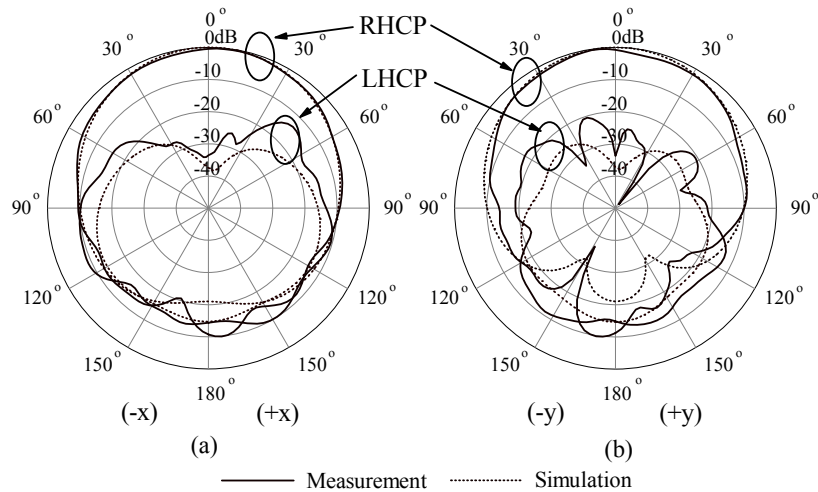 0°
RHCP
0°
30°
0dB
30°
30°
0dB
30°
-10
LHCP
-10
60°
-20
60°
60°
-20
60°
-30
-30
-40
-40
90°
90°
90°
90°
120°
120°
120°
120°
150°
150°
150°
150°
180°
180°
(-x)
(+x)
(-y)
(+y)
(a)
(b)
Measurement
Simulation